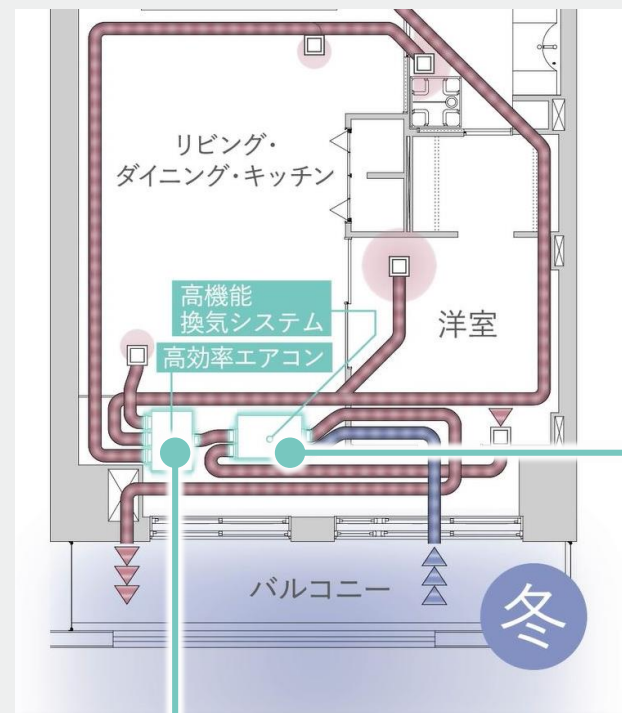 リビング・
ダイニング・キッチン
高機能
換気システム
高効率エアコン
洋室
バルコニー
冬